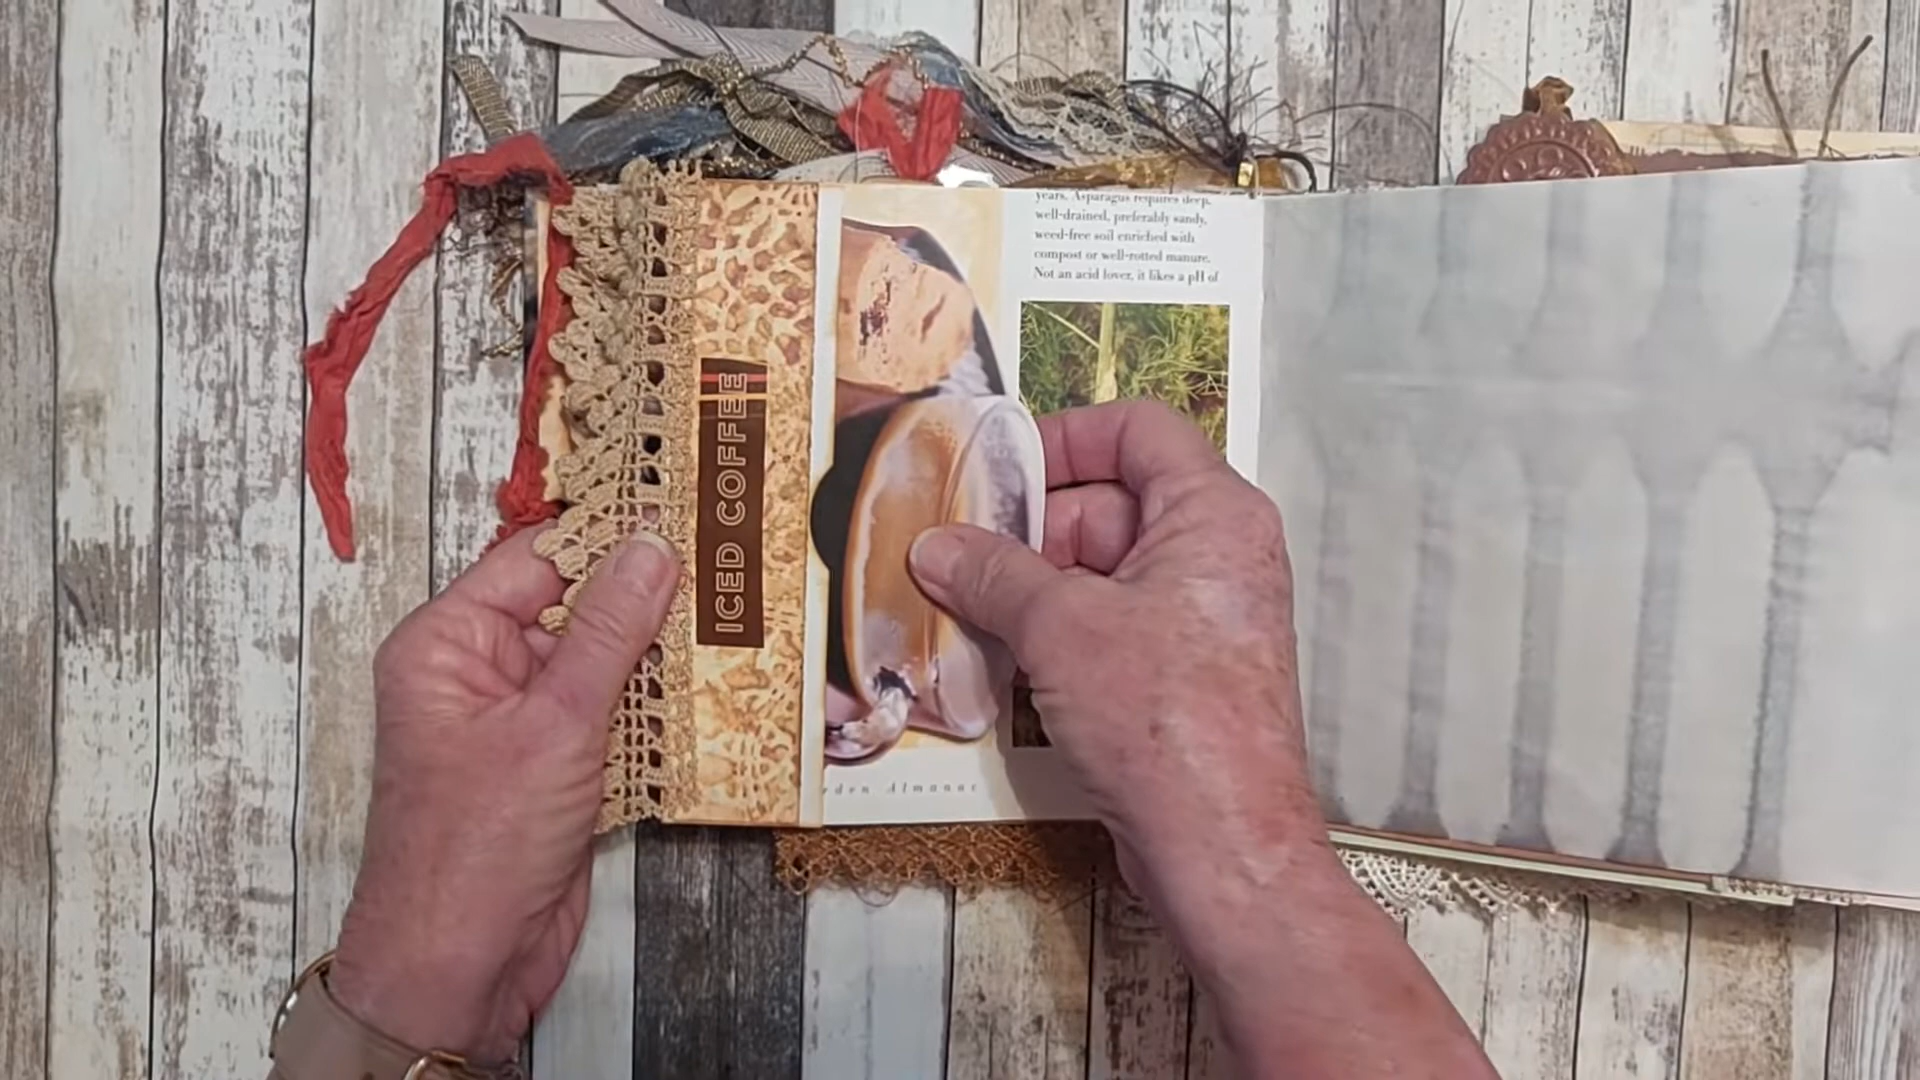 ICED COFFEE
years. Asparagus requires deep,
well-drained, preferably sandy,
weed-free soil enriched with
compost or well-rotted manure.
Not an acid lover, it likes a pH of
Almanac